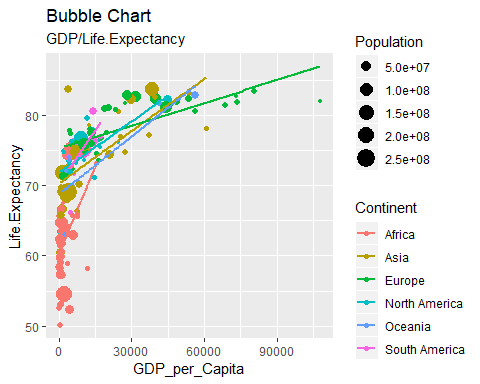 Bubble Chart
GDP/Life.Expectancy
Life.Expectancy
80
70
60
50
0
30000
60000
90000
GDP_per_Capita
Population
5.0e+07
1.0e+08
1.5e+08
2.0e+08
2.5e+08
Continent
Africa
Asia
Europe
North America
Oceania
South America